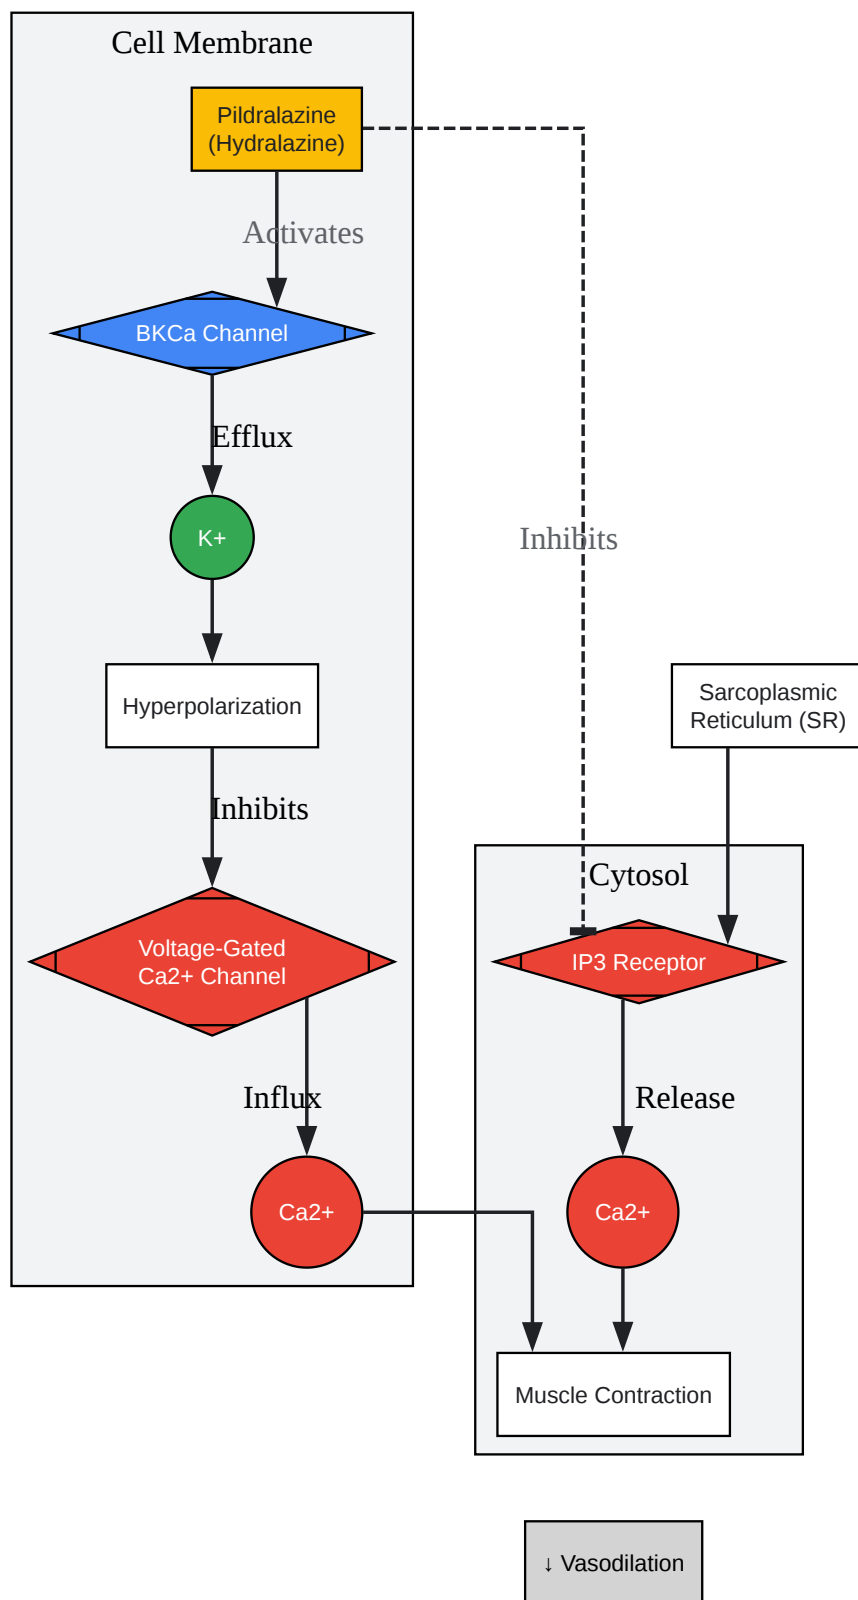 Cell Membrane
Pildralazine
(Hydralazine)
Activates
BKCa Channel
Efflux
K+
Inhibits
Hyperpolarization
Sarcoplasmic
Reticulum (SR)
Inhibits
Cytosol
Voltage-Gated
Ca2+ Channel
IP3 Receptor
Influx
Release
Ca2+
Ca2+
Muscle Contraction
↓ Vasodilation